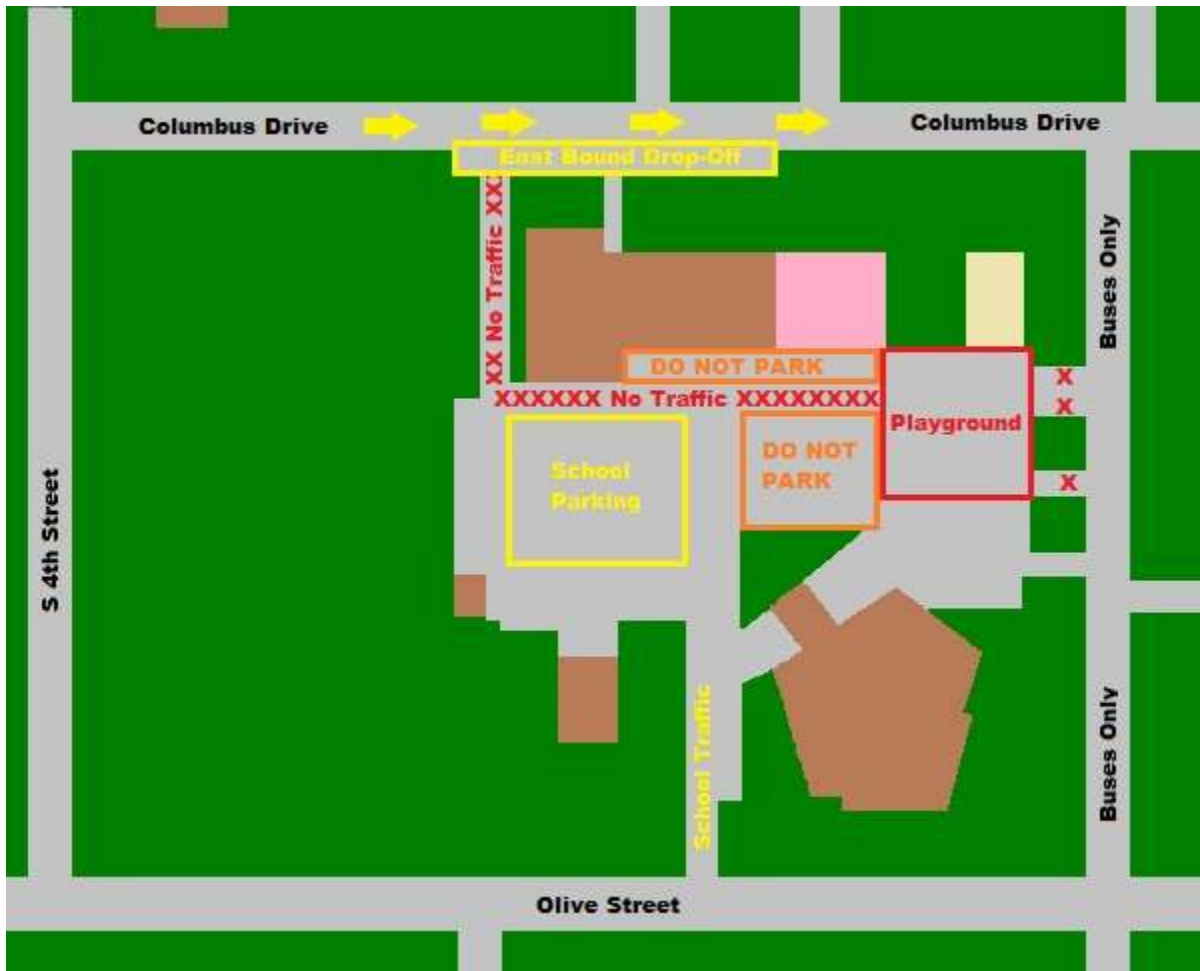 Columbus Drive
Columbus Drive
East Bound Drop-Off
XX No Traffic XXX
Buses Only
DO NOT PARK
X
XXXXXX No Traffic XXXXXXXX
X
Playground
School
Parking
DO NOT
PARK
X
S 4th Street
School Traffic
Buses Only
Olive Street